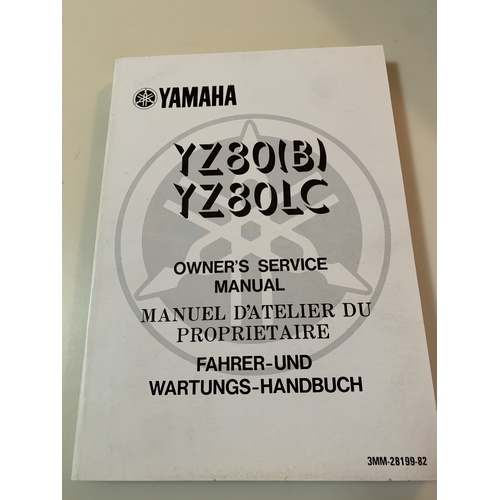 YAMAHA
YZ80(B)
YZ80LC
OWNER'S SERVICE
MANUAL
MANUEL D'ATELIER DU
PROPRIETAIRE
FAHRER-UND
WARTUNGS-HANDBUCH
3MM-28199-82